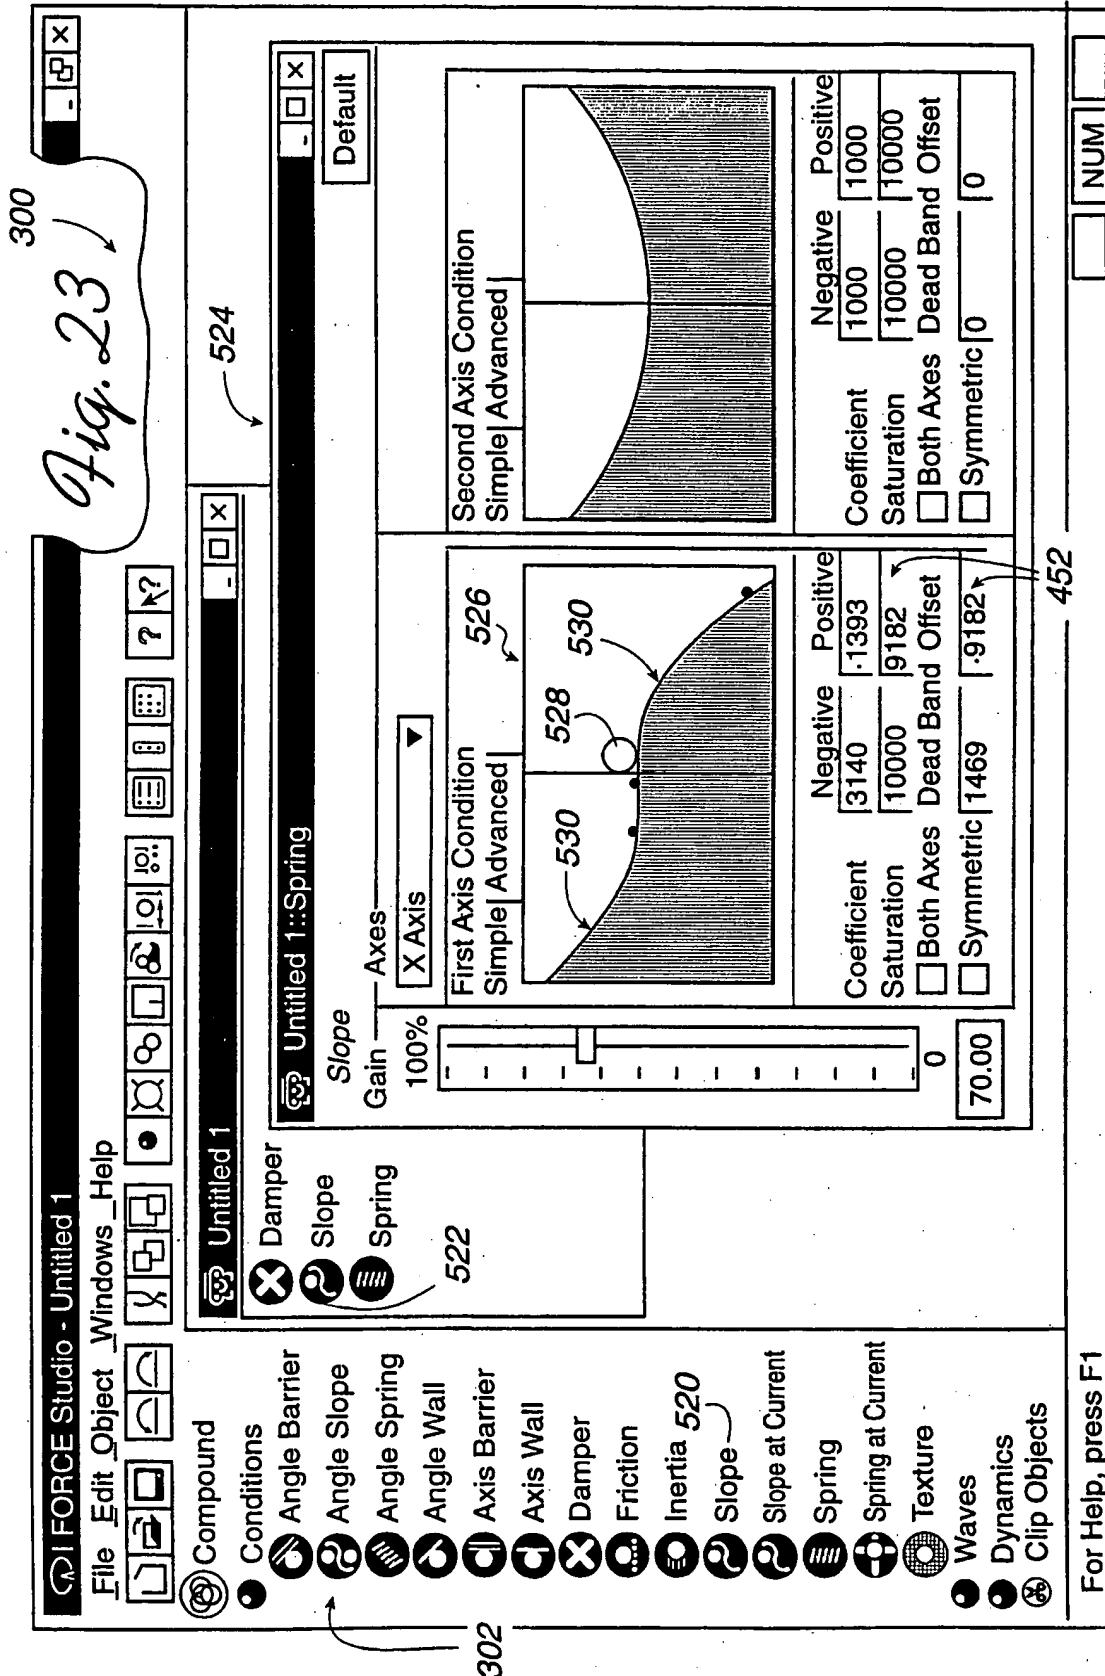 Fig. 23
300
I FORCE Studio - Untitled 1
File Edit Object Windows Help
? ?
Compound
Conditions
Angle Barrier
Angle Slope
Angle Spring
Angle Wall
Axis Barrier
Axis Wall
Damper
Friction
Inertia
520
Slope
Slope at Current
Spring
Spring at Current
Texture
Waves
Dynamics
Clip Objects
302
Untitled 1
Damper
Slope
Spring
522
524
Untitled 1::Spring
Slope
Default
Gain
100%
0
70.00
Axes
X Axis
First Axis Condition
Simple Advanced
526
528
530
530
Negative Positive
Coefficient 3140 -1393
Saturation 10000 9182
Both Axes Dead Band Offset
Symmetric 1469 -9182
452
Second Axis Condition
Simple Advanced
Negative Positive
Coefficient 1000 1000
Saturation 10000 10000
Both Axes Dead Band Offset
Symmetric 0 0
For Help, press F1
NUM